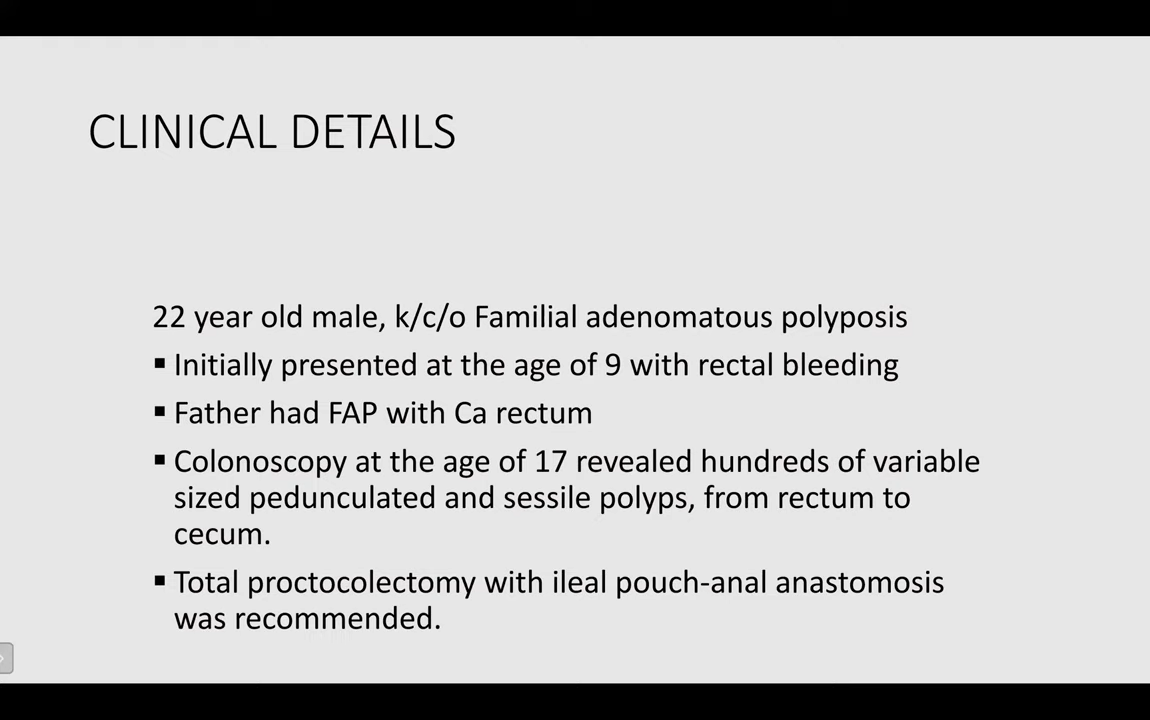 CLINICAL DETAILS
22 year old male, k/c/o Familial adenomatous polyposis
▪ Initially presented at the age of 9 with rectal bleeding
▪ Father had FAP with Ca rectum
▪ Colonoscopy at the age of 17 revealed hundreds of variable
sized pedunculated and sessile polyps, from rectum to
cecum.
▪ Total proctocolectomy with ileal pouch-anal anastomosis
was recommended.